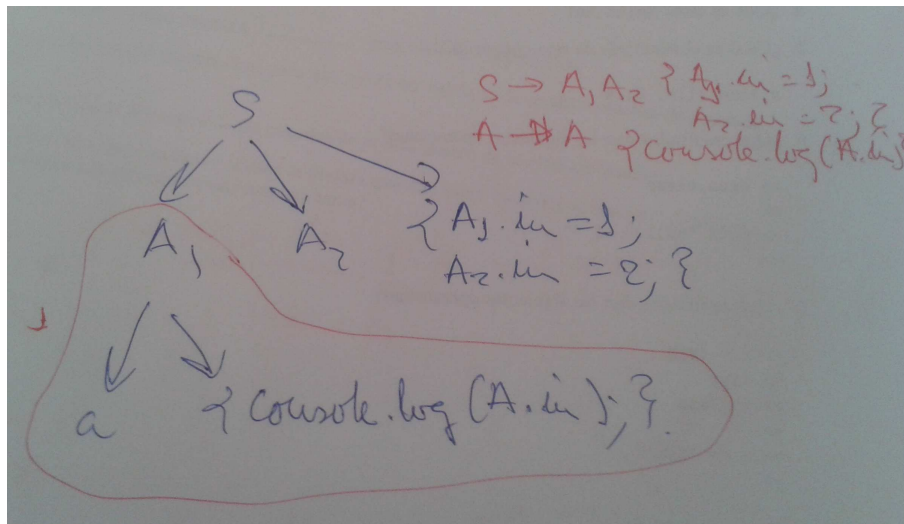 S → A₁ A₂ { A₁.in = 1;
A₂.in = 2; }
A → A { console.log(A.in)
S
A₁ A₂ { A₁.in = 1;
A₂.in = 2; }
1
a { console.log(A.in); }